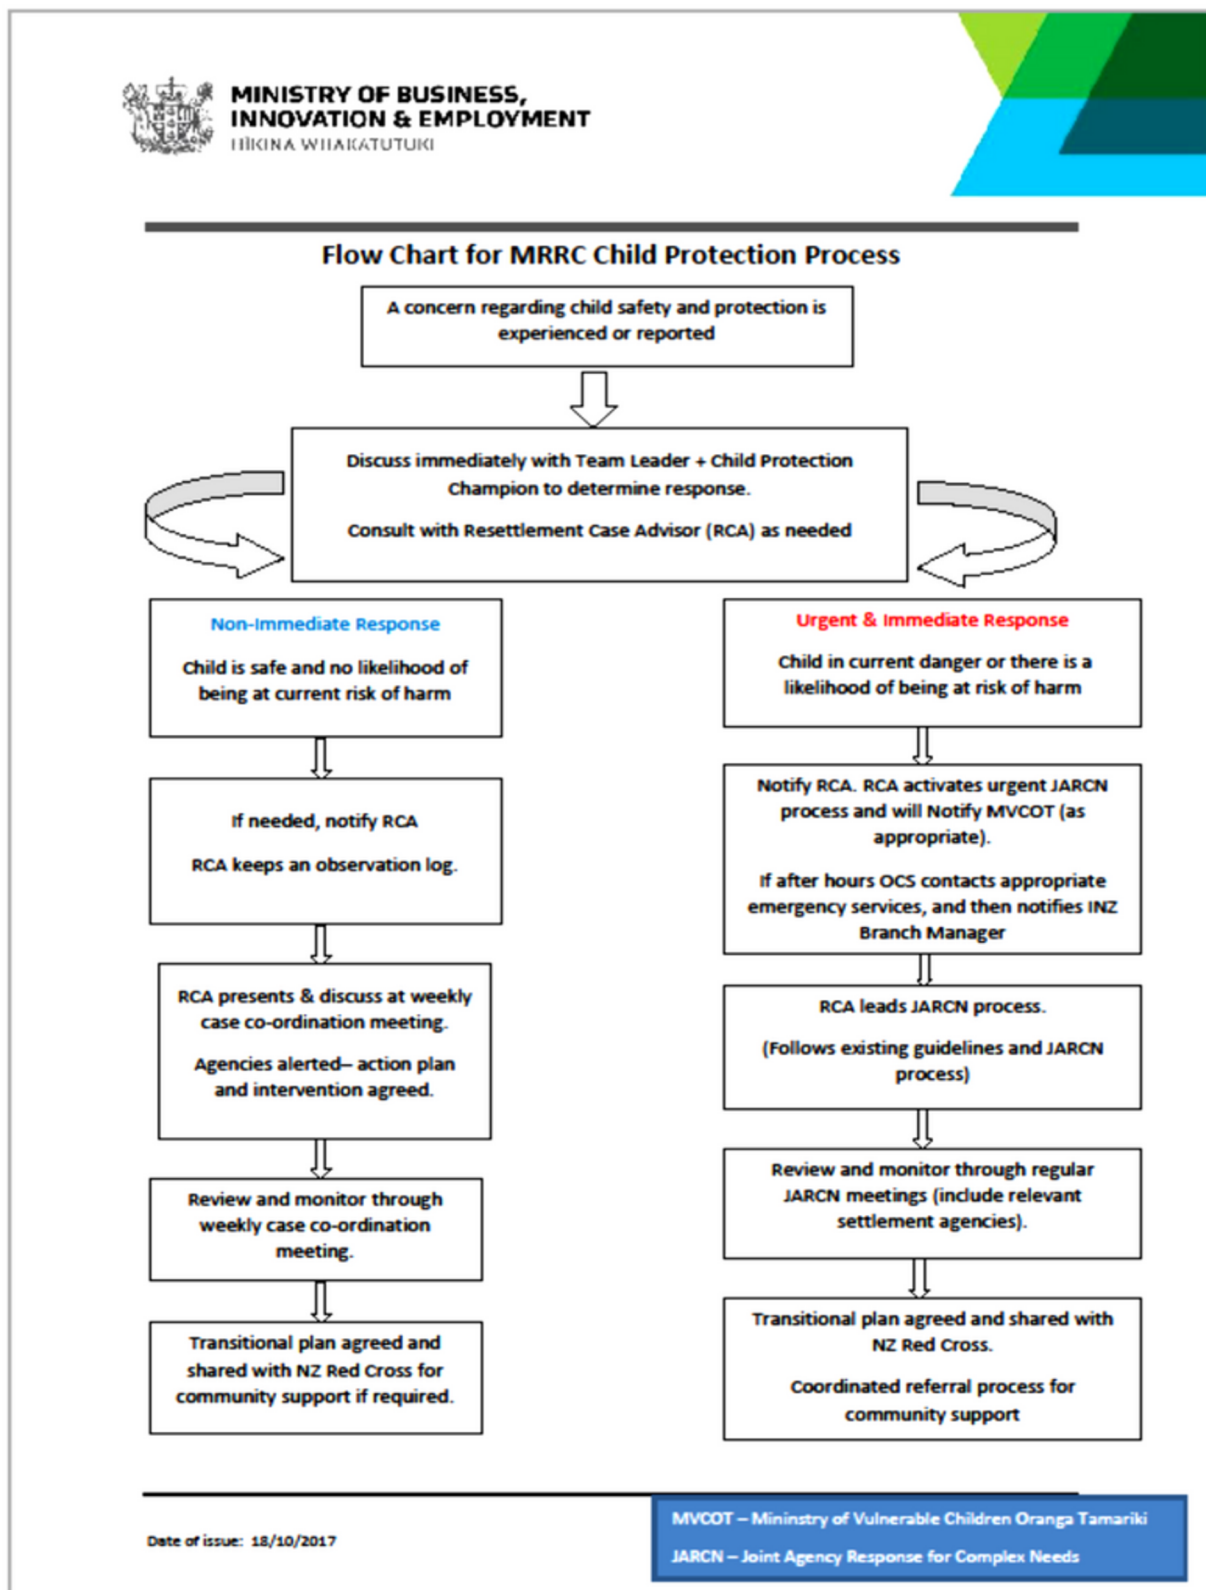 MINISTRY OF BUSINESS,
INNOVATION & EMPLOYMENT
HĪKINA WHAKATUTUKI
Flow Chart for MRRC Child Protection Process
A concern regarding child safety and protection is
experienced or reported
Discuss immediately with Team Leader + Child Protection
Champion to determine response.
Consult with Resettlement Case Advisor (RCA) as needed
Non-Immediate Response
Child is safe and no likelihood of
being at current risk of harm
If needed, notify RCA
RCA keeps an observation log.
RCA presents & discuss at weekly
case co-ordination meeting.
Agencies alerted– action plan
and intervention agreed.
Review and monitor through
weekly case co-ordination
meeting.
Transitional plan agreed and
shared with NZ Red Cross for
community support if required.
Urgent & Immediate Response
Child in current danger or there is a
likelihood of being at risk of harm
Notify RCA. RCA activates urgent JARCN
process and will Notify MVCOT (as
appropriate).
If after hours OCS contacts appropriate
emergency services, and then notifies INZ
Branch Manager
RCA leads JARCN process.
(Follows existing guidelines and JARCN
process)
Review and monitor through regular
JARCN meetings (include relevant
settlement agencies).
Transitional plan agreed and shared with
NZ Red Cross.
Coordinated referral process for
community support
Date of issue: 18/10/2017
MVCOT – Mininstry of Vulnerable Children Oranga Tamariki
JARCN – Joint Agency Response for Complex Needs